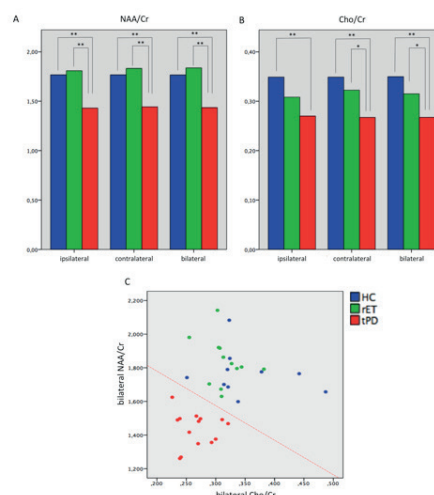 A
NAA/Cr
2,00
1,50
1,00
0,50
0,00
** ** **
** ** **
ipsilateral contralateral bilateral
B
Cho/Cr
0,40
0,30
0,20
0,10
0,00
** ** **
* *
ipsilateral contralateral bilateral
C
HC
rET
tPD
bilateral NAA/Cr
2,200
2,000
1,800
1,600
1,400
1,200
,200 ,250 ,300 ,350 ,400 ,450 ,500
bilateral Cho/Cr